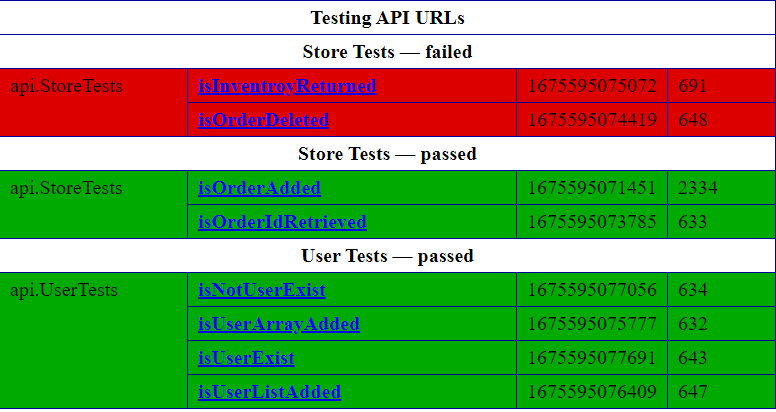 Testing API URLs
Store Tests — failed
api.StoreTests isInventroyReturned 1675595075072 691
isOrderDeleted 1675595074419 648
Store Tests — passed
api.StoreTests isOrderAdded 1675595071451 2334
isOrderIdRetrieved 1675595073785 633
User Tests — passed
api.UserTests isNotUserExist 1675595077056 634
isUserArrayAdded 1675595075777 632
isUserExist 1675595077691 643
isUserListAdded 1675595076409 647